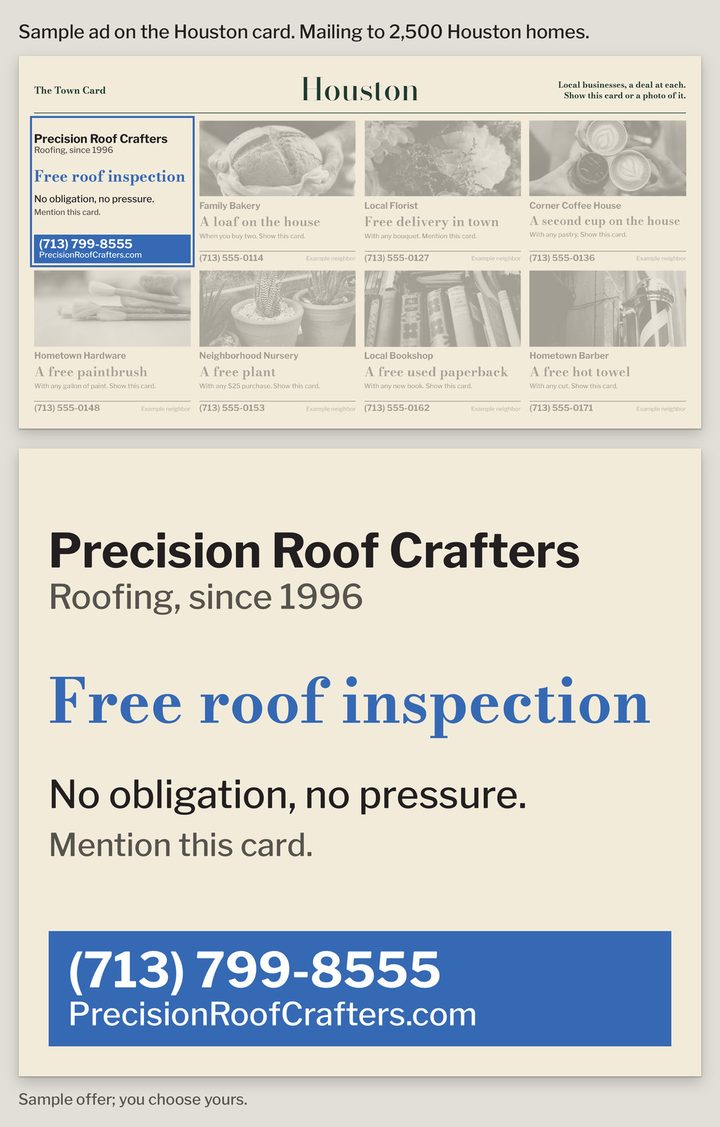 Sample ad on the Houston card. Mailing to 2,500 Houston homes.
The Town Card
Houston
Local businesses, a deal at each.
Show this card or a photo of it.
Precision Roof Crafters
Roofing, since 1996
Free roof inspection
No obligation, no pressure.
Mention this card.
(713) 799-8555
PrecisionRoofCrafters.com
Family Bakery
A loaf on the house
When you buy two. Show this card.
(713) 555-0114
Example neighbor
Local Florist
Free delivery in town
With any bouquet. Mention this card.
(713) 555-0127
Example neighbor
Corner Coffee House
A second cup on the house
With any pastry. Show this card.
(713) 555-0136
Example neighbor
Hometown Hardware
A free paintbrush
With any gallon of paint. Show this card.
(713) 555-0148
Example neighbor
Neighborhood Nursery
A free plant
With any $25 purchase. Show this card.
(713) 555-0153
Example neighbor
Local Bookshop
A free used paperback
With any new book. Show this card.
(713) 555-0162
Example neighbor
Hometown Barber
A free hot towel
With any cut. Show this card.
(713) 555-0171
Example neighbor
Precision Roof Crafters
Roofing, since 1996
Free roof inspection
No obligation, no pressure.
Mention this card.
(713) 799-8555
PrecisionRoofCrafters.com
Sample offer; you choose yours.